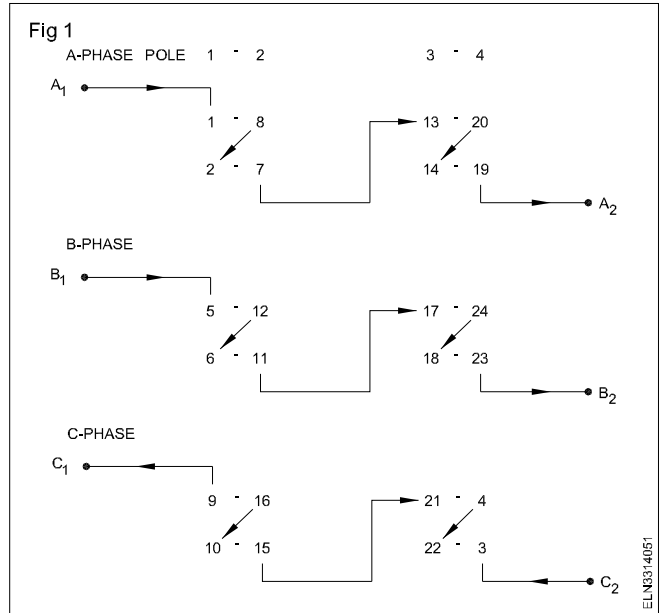 Fig 1
A-PHASE POLE 1 - 2 3 - 4
A1
1 - 8 13 - 20
2 - 7 14 - 19
A2
B-PHASE
B1
5 - 12 17 - 24
6 - 11 18 - 23
B2
C-PHASE
C1
9 - 16 21 - 4
10 - 15 22 - 3
C2
ELN3314051